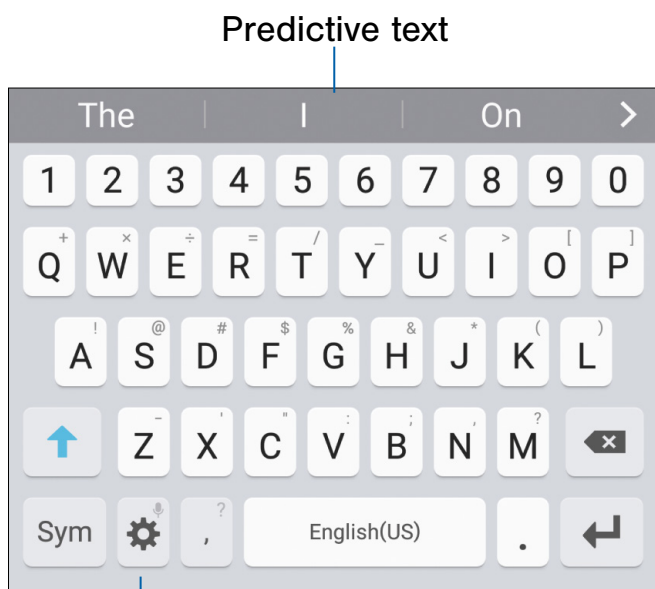 Predictive text
The I On >
1 2 3 4 5 6 7 8 9 0
+ × ÷ = / _ < > [ ]
Q W E R T Y U I O P
! @ # $ % & * ( )
A S D F G H J K L
- ' " : ; , ?
Z X C V B N M
?
Sym , English(US) .